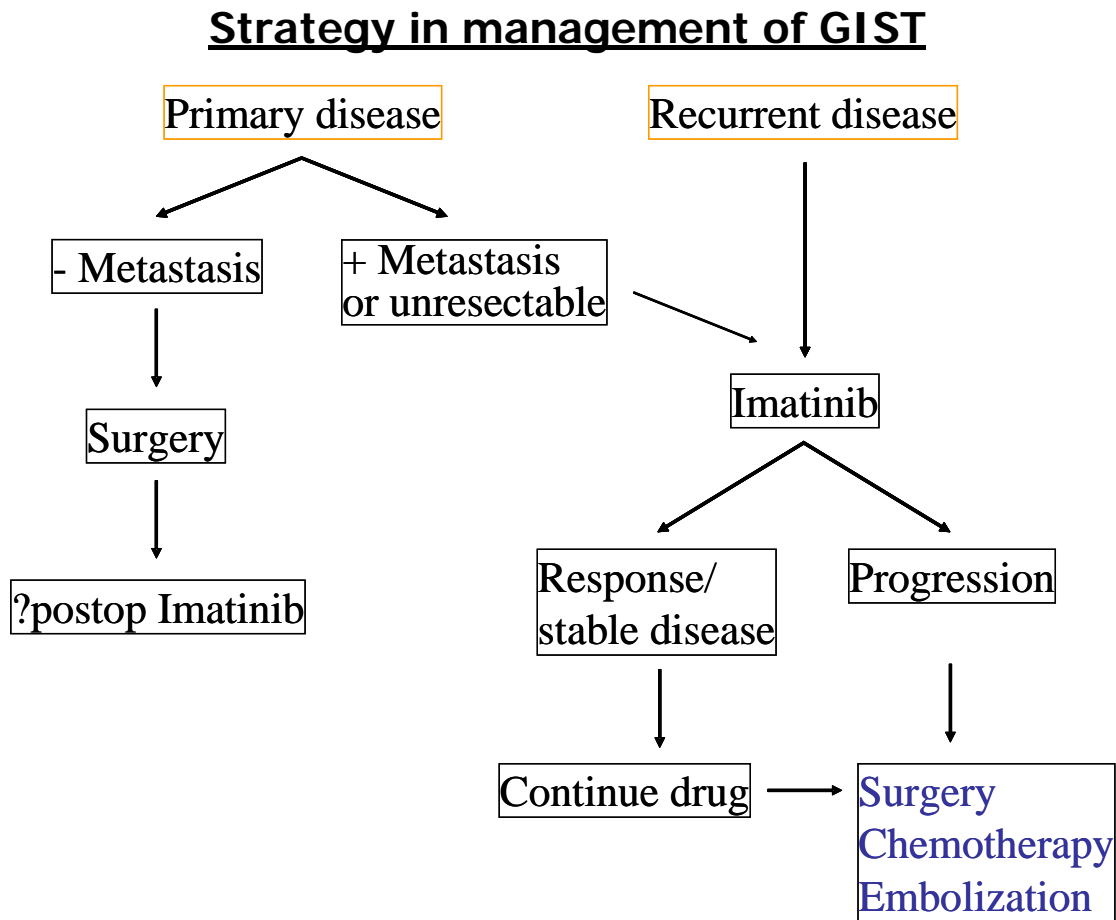 Strategy in management of GIST
Primary disease
Recurrent disease
- Metastasis
+ Metastasis
or unresectable
Imatinib
Surgery
Response/
stable disease
Progression
?postop Imatinib
Continue drug
Surgery
Chemotherapy
Embolization